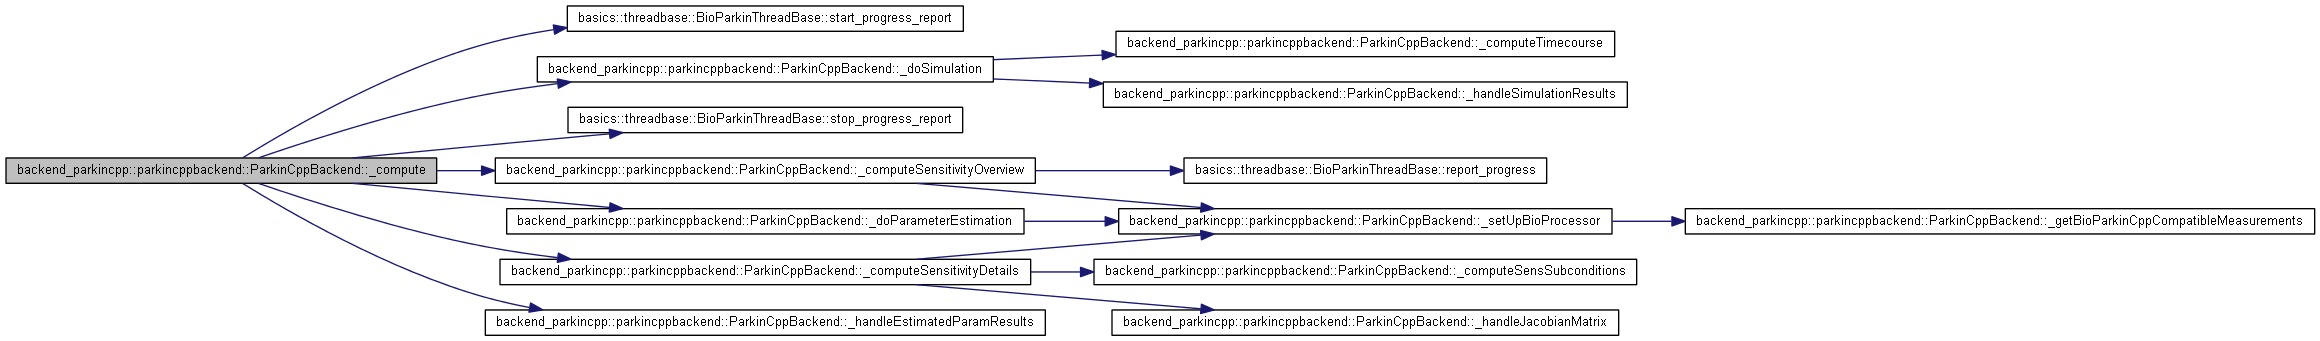 basics::threadbase::BioParkinThreadBase::start_progress_report
backend_parkincpp::parkincppbackend::ParkinCppBackend::_computeTimecourse
backend_parkincpp::parkincppbackend::ParkinCppBackend::_doSimulation
backend_parkincpp::parkincppbackend::ParkinCppBackend::_handleSimulationResults
basics::threadbase::BioParkinThreadBase::stop_progress_report
backend_parkincpp::parkincppbackend::ParkinCppBackend::_compute
backend_parkincpp::parkincppbackend::ParkinCppBackend::_computeSensitivityOverview
basics::threadbase::BioParkinThreadBase::report_progress
backend_parkincpp::parkincppbackend::ParkinCppBackend::_doParameterEstimation
backend_parkincpp::parkincppbackend::ParkinCppBackend::_setUpBioProcessor
backend_parkincpp::parkincppbackend::ParkinCppBackend::_getBioParkinCppCompatibleMeasurements
backend_parkincpp::parkincppbackend::ParkinCppBackend::_computeSensitivityDetails
backend_parkincpp::parkincppbackend::ParkinCppBackend::_computeSensSubconditions
backend_parkincpp::parkincppbackend::ParkinCppBackend::_handleEstimatedParamResults
backend_parkincpp::parkincppbackend::ParkinCppBackend::_handleJacobianMatrix